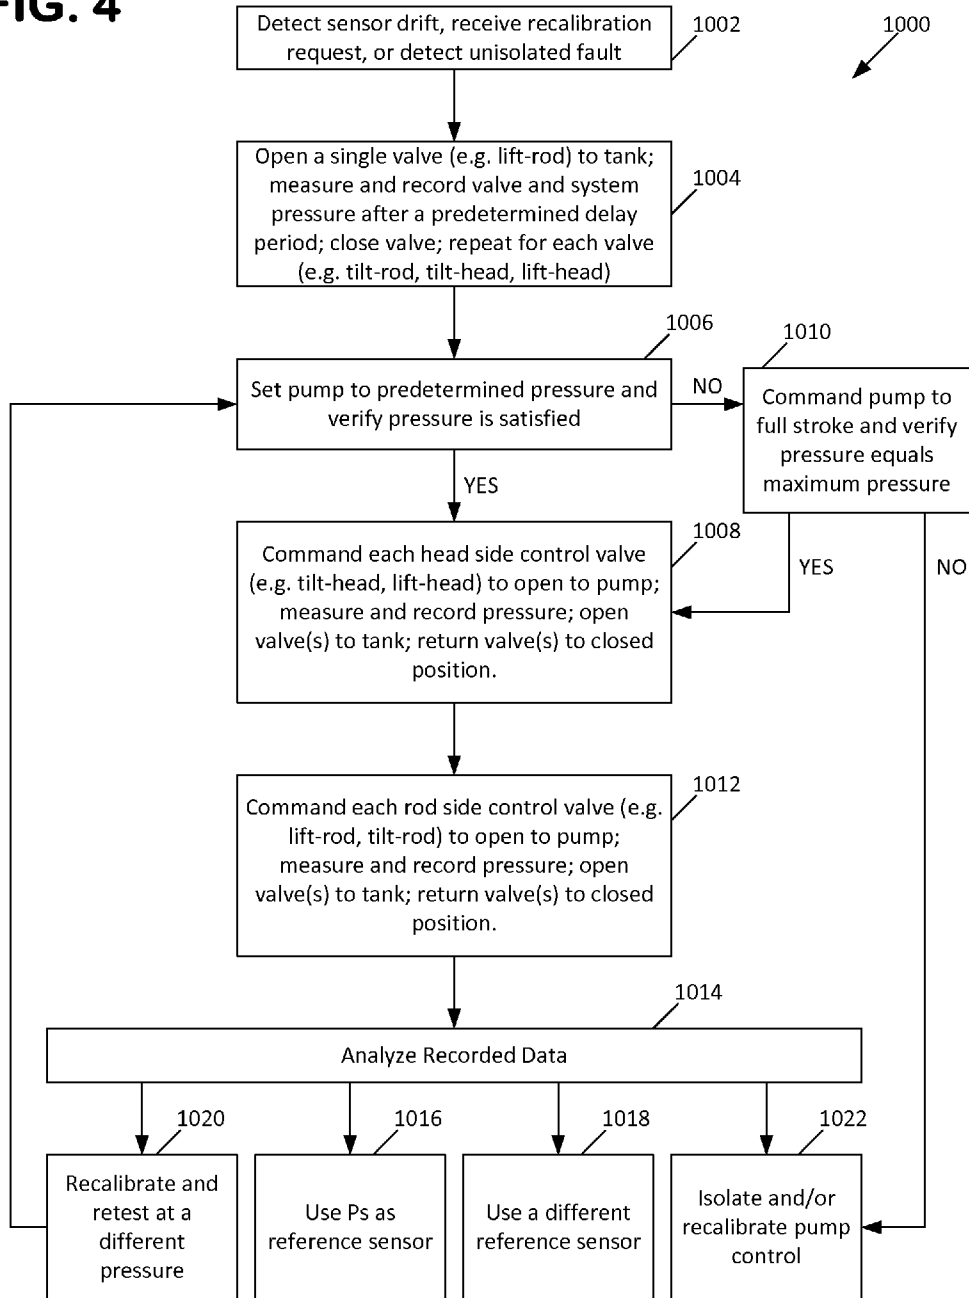 FIG. 4
Detect sensor drift, receive recalibration
request, or detect unisolated fault
1002
1000
Open a single valve (e.g. lift-rod) to tank;
measure and record valve and system
pressure after a predetermined delay
period; close valve; repeat for each valve
(e.g. tilt-rod, tilt-head, lift-head)
1004
1006
1010
Set pump to predetermined pressure and
verify pressure is satisfied
NO
Command pump to
full stroke and verify
pressure equals
maximum pressure
YES
1008
Command each head side control valve
(e.g. tilt-head, lift-head) to open to pump;
measure and record pressure; open
valve(s) to tank; return valve(s) to closed
position.
YES
NO
1012
Command each rod side control valve (e.g.
lift-rod, tilt-rod) to open to pump;
measure and record pressure; open
valve(s) to tank; return valve(s) to closed
position.
1014
Analyze Recorded Data
1020
1016
1018
1022
Recalibrate and
retest at a
different
pressure
Use Ps as
reference sensor
Use a different
reference sensor
Isolate and/or
recalibrate pump
control